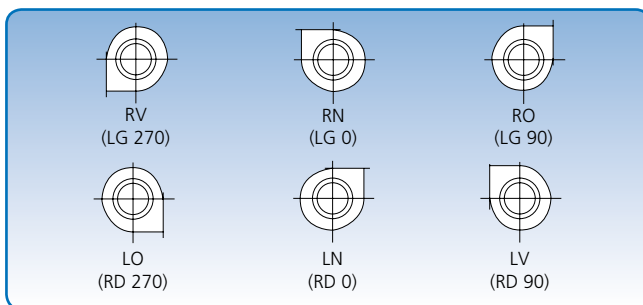 RV
(LG 270)
RN
(LG 0)
RO
(LG 90)
LO
(RD 270)
LN
(RD 0)
LV
(RD 90)